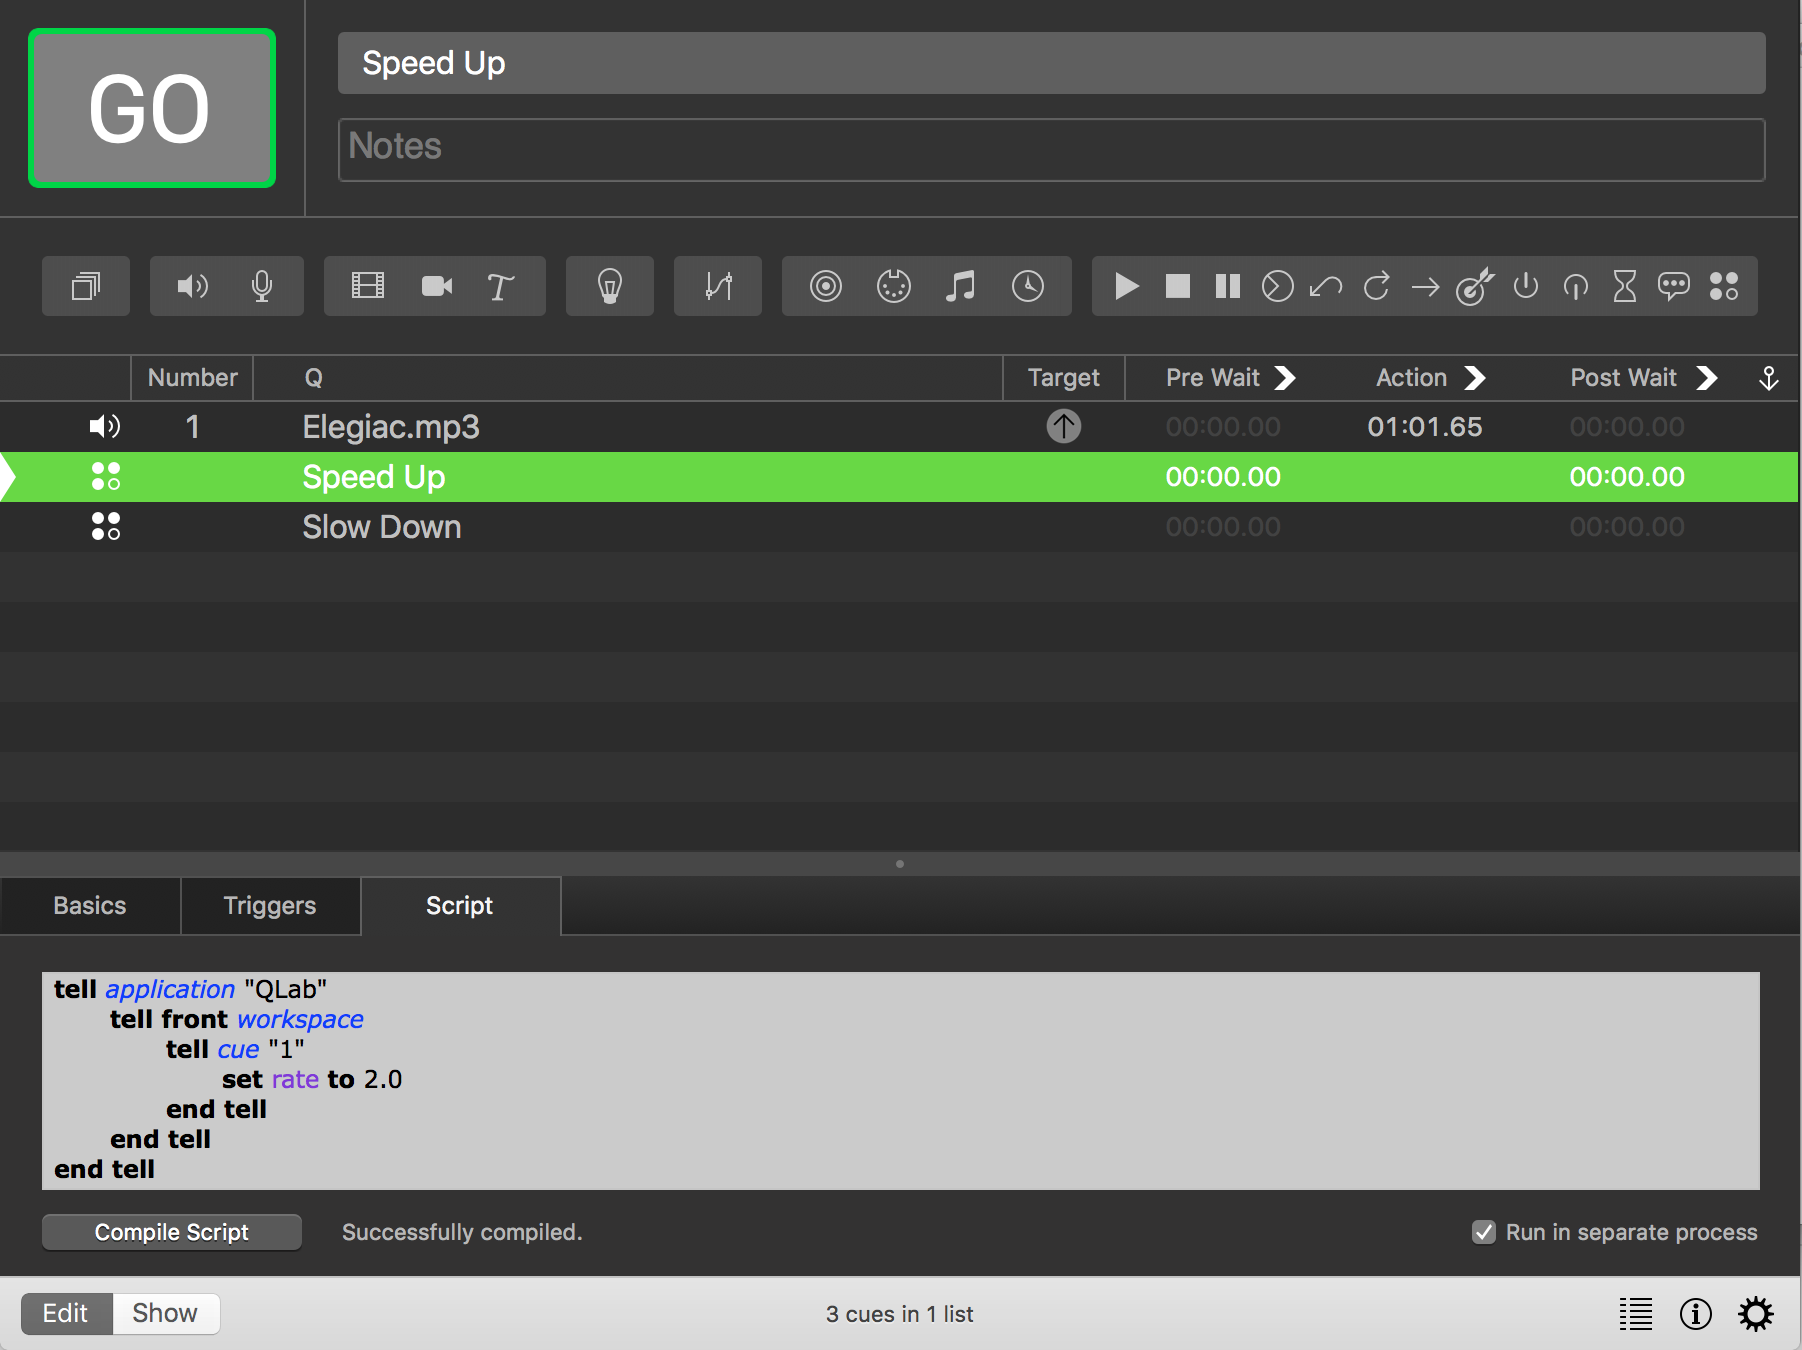 GO
Speed Up
Notes
Number Q Target Pre Wait Action Post Wait
1 Elegiac.mp3 00:00.00 01:01.65 00:00.00
Speed Up 00:00.00 00:00.00
Slow Down 00:00.00 00:00.00
Basics Triggers Script
tell application "QLab"
tell front workspace
tell cue "1"
set rate to 2.0
end tell
end tell
end tell
Compile Script Successfully compiled. Run in separate process
Edit Show 3 cues in 1 list